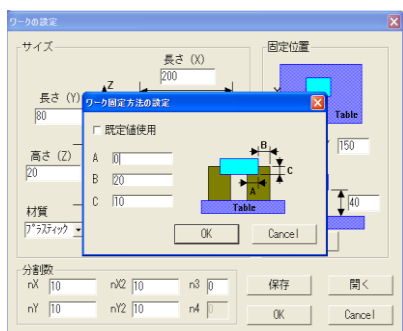 ワークの設定
サイズ
固定位置
長さ (X)
200
Z
長さ (Y)
80
Table
150
高さ (Z)
20
40
材質
プラスティック
ワーク固定方法の設定
既定値使用
A 0
B 20
C 10
B
C
A
Table
OK Cancel
分割数
nX 10 nX2 10 n3 0
nY 10 nY2 10 n4 0
保存 開く
OK Cancel